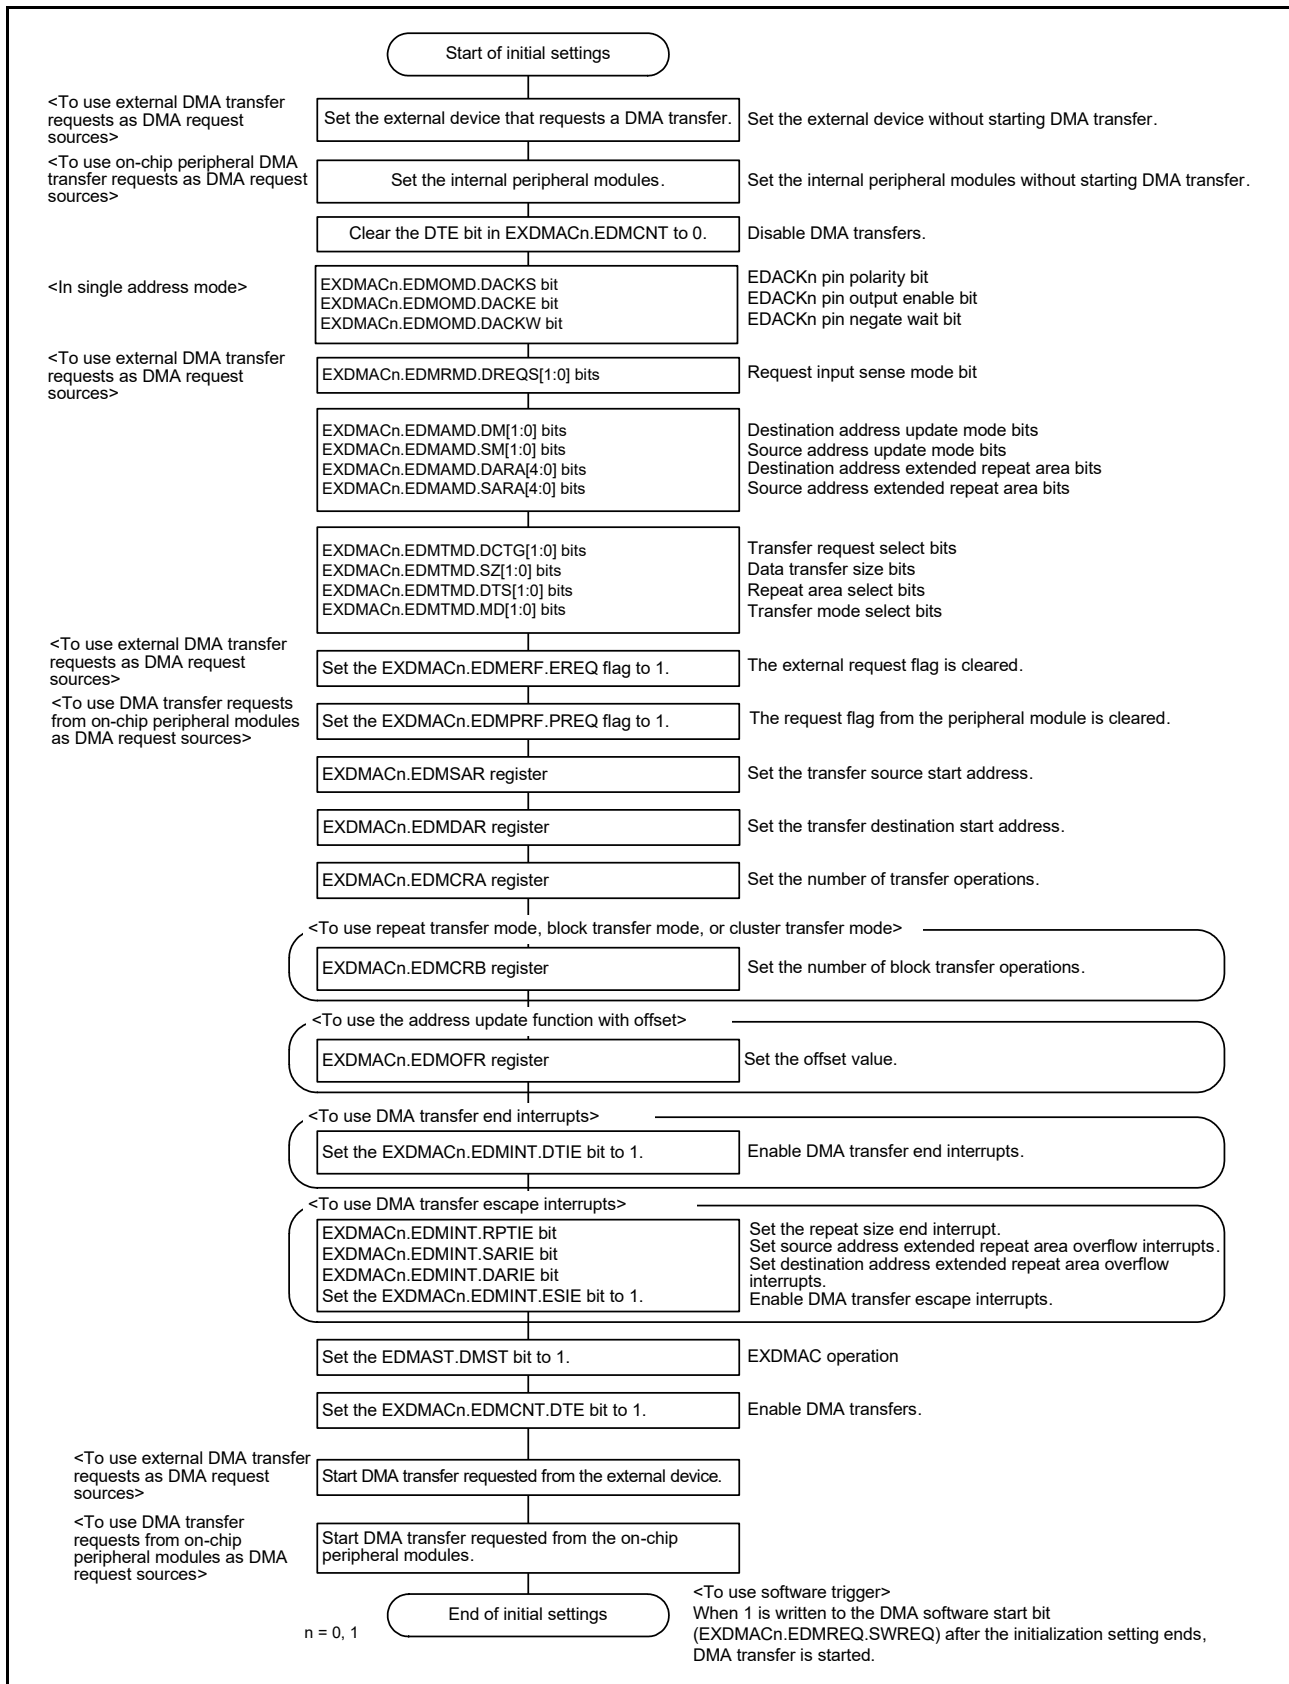 Start of initial settings
<To use external DMA transfer
requests as DMA request
sources>
Set the external device that requests a DMA transfer.
Set the external device without starting DMA transfer.
<To use on-chip peripheral DMA
transfer requests as DMA request
sources>
Set the internal peripheral modules.
Set the internal peripheral modules without starting DMA transfer.
Clear the DTE bit in EXDMACn.EDMCNT to 0.
Disable DMA transfers.
<In single address mode>
EXDMACn.EDMOMD.DACKS bit
EXDMACn.EDMOMD.DACKE bit
EXDMACn.EDMOMD.DACKW bit
EDACKn pin polarity bit
EDACKn pin output enable bit
EDACKn pin negate wait bit
<To use external DMA transfer
requests as DMA request
sources>
EXDMACn.EDMRMD.DREQS[1:0] bits
Request input sense mode bit
EXDMACn.EDMAMD.DM[1:0] bits
EXDMACn.EDMAMD.SM[1:0] bits
EXDMACn.EDMAMD.DARA[4:0] bits
EXDMACn.EDMAMD.SARA[4:0] bits
Destination address update mode bits
Source address update mode bits
Destination address extended repeat area bits
Source address extended repeat area bits
EXDMACn.EDMTMD.DCTG[1:0] bits
EXDMACn.EDMTMD.SZ[1:0] bits
EXDMACn.EDMTMD.DTS[1:0] bits
EXDMACn.EDMTMD.MD[1:0] bits
Transfer request select bits
Data transfer size bits
Repeat area select bits
Transfer mode select bits
<To use external DMA transfer
requests as DMA request
sources>
Set the EXDMACn.EDMERF.EREQ flag to 1.
The external request flag is cleared.
<To use DMA transfer requests
from on-chip peripheral modules
as DMA request sources>
Set the EXDMACn.EDMPRF.PREQ flag to 1.
The request flag from the peripheral module is cleared.
EXDMACn.EDMSAR register
Set the transfer source start address.
EXDMACn.EDMDAR register
Set the transfer destination start address.
EXDMACn.EDMCRA register
Set the number of transfer operations.
<To use repeat transfer mode, block transfer mode, or cluster transfer mode>
EXDMACn.EDMCRB register
Set the number of block transfer operations.
<To use the address update function with offset>
EXDMACn.EDMOFR register
Set the offset value.
<To use DMA transfer end interrupts>
Set the EXDMACn.EDMINT.DTIE bit to 1.
Enable DMA transfer end interrupts.
<To use DMA transfer escape interrupts>
EXDMACn.EDMINT.RPTIE bit
EXDMACn.EDMINT.SARIE bit
EXDMACn.EDMINT.DARIE bit
Set the EXDMACn.EDMINT.ESIE bit to 1.
Set the repeat size end interrupt.
Set source address extended repeat area overflow interrupts.
Set destination address extended repeat area overflow
interrupts.
Enable DMA transfer escape interrupts.
Set the EDMAST.DMST bit to 1.
EXDMAC operation
Set the EXDMACn.EDMCNT.DTE bit to 1.
Enable DMA transfers.
<To use external DMA transfer
requests as DMA request
sources>
Start DMA transfer requested from the external device.
<To use DMA transfer
requests from on-chip
peripheral modules as DMA
request sources>
Start DMA transfer requested from the on-chip
peripheral modules.
End of initial settings
n = 0, 1
<To use software trigger>
When 1 is written to the DMA software start bit
(EXDMACn.EDMREQ.SWREQ) after the initialization setting ends,
DMA transfer is started.